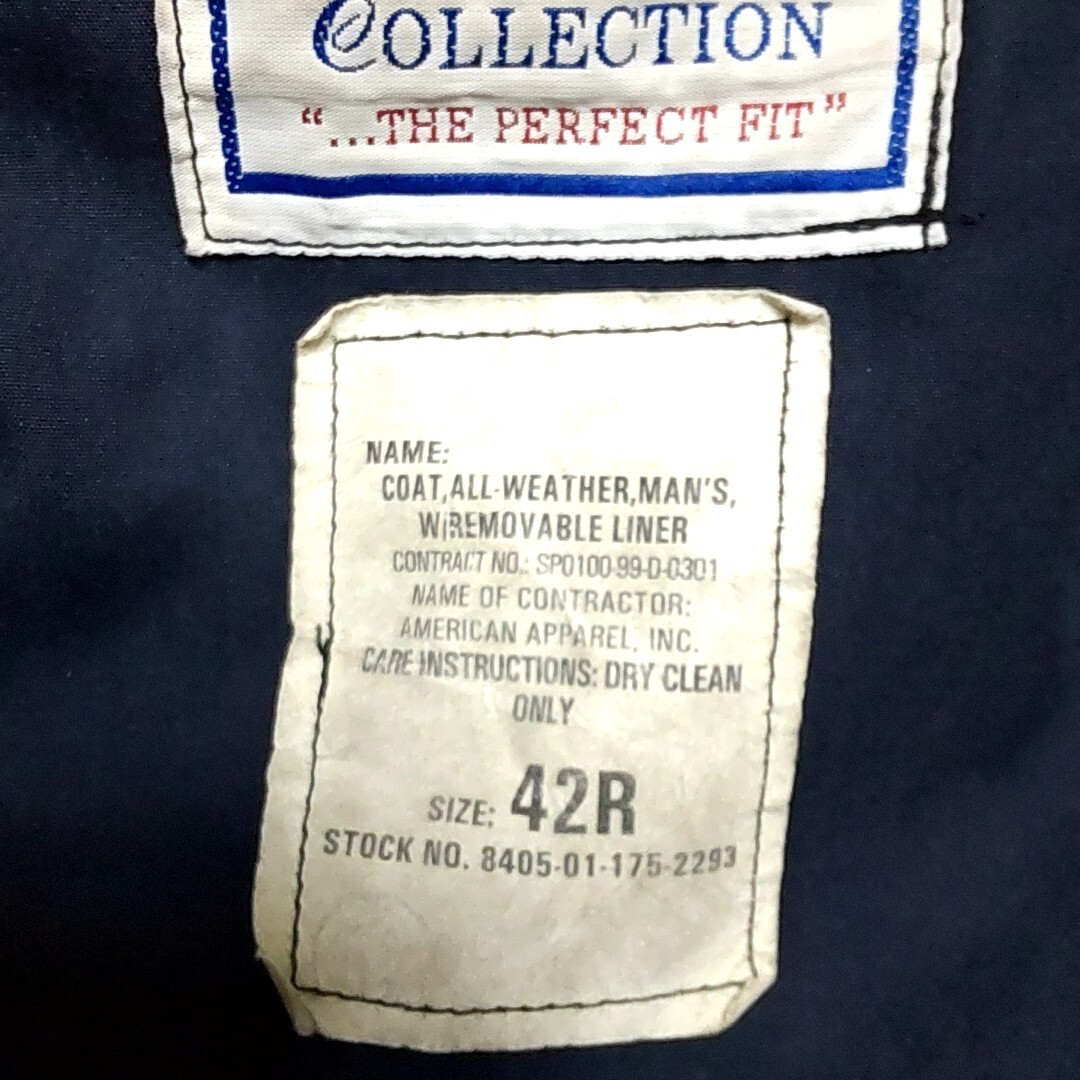 COLLECTION
"...THE PERFECT FIT"
NAME:
COAT,ALL-WEATHER,MAN'S,
W/REMOVABLE LINER
CONTRACT NO.: SPO100-99-D-0301
NAME OF CONTRACTOR:
AMERICAN APPAREL, INC.
CARE INSTRUCTIONS: DRY CLEAN
ONLY
SIZE: 42R
STOCK NO. 8405-01-175-2293